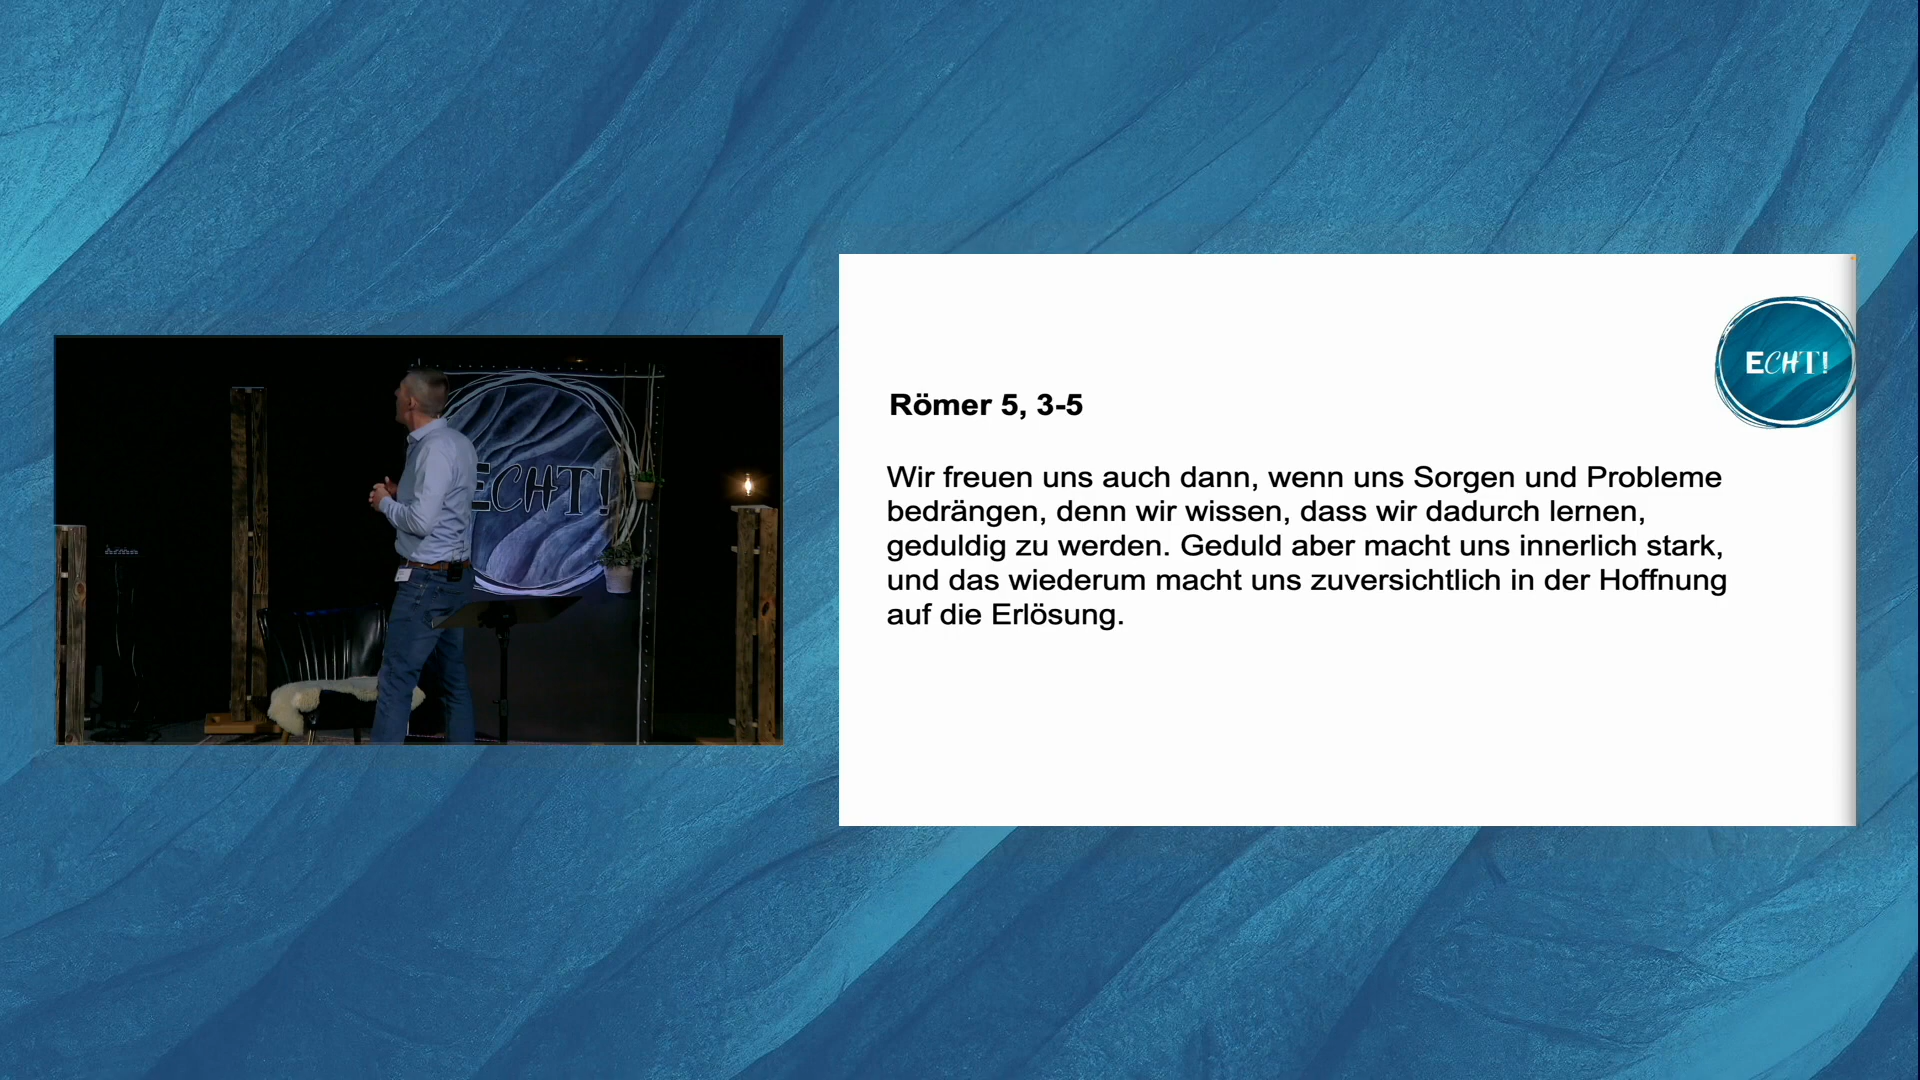 ECHT!
ECHT!
Römer 5, 3-5
Wir freuen uns auch dann, wenn uns Sorgen und Probleme
bedrängen, denn wir wissen, dass wir dadurch lernen,
geduldig zu werden. Geduld aber macht uns innerlich stark,
und das wiederum macht uns zuversichtlich in der Hoffnung
auf die Erlösung.